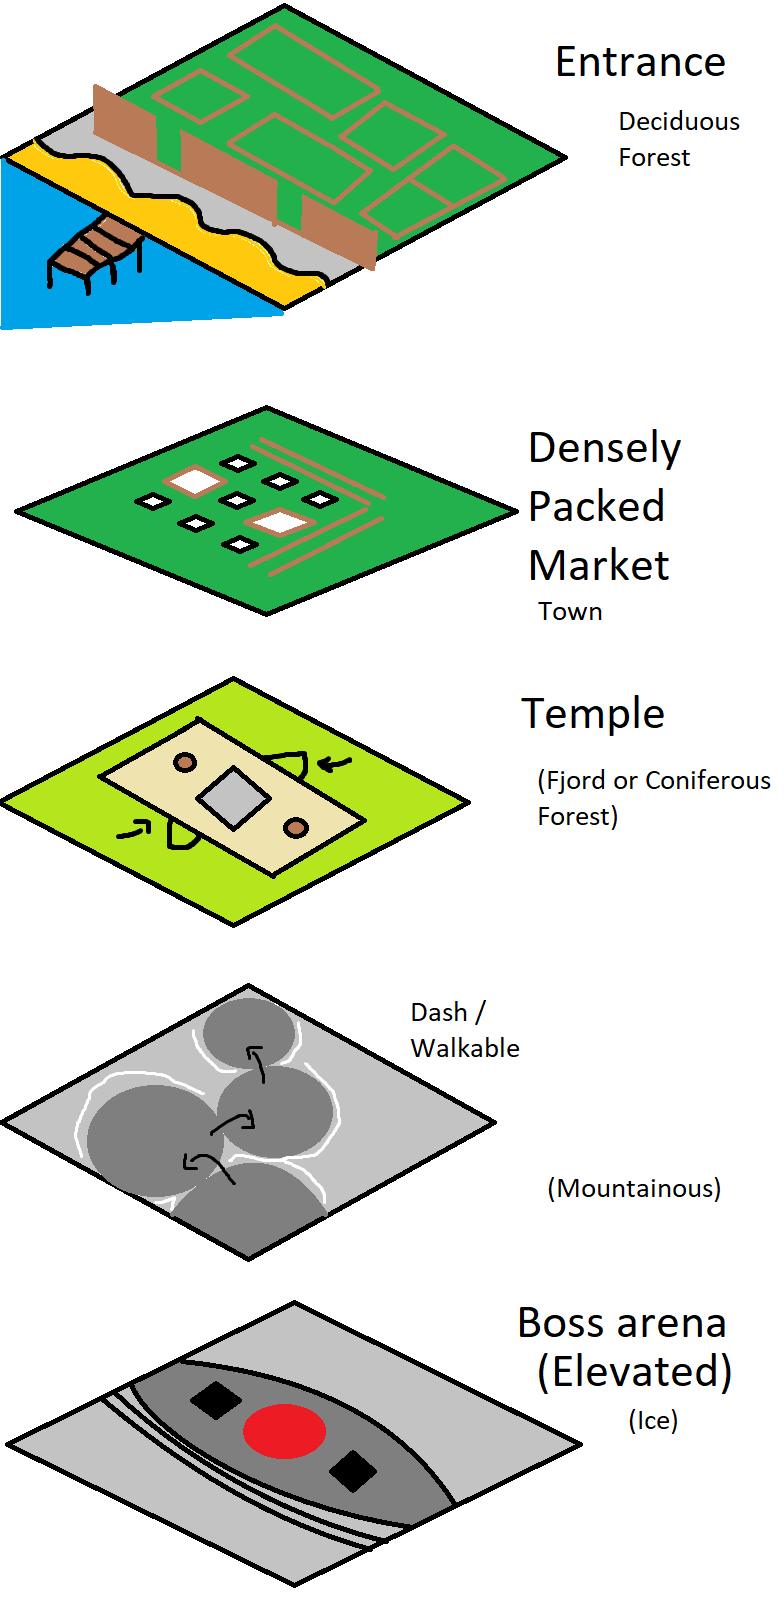 Entrance
Deciduous
Forest
Densely
Packed
Market
Town
Temple
(Fjord or Coniferous
Forest)
Dash /
Walkable
(Mountainous)
Boss arena
(Elevated)
(Ice)